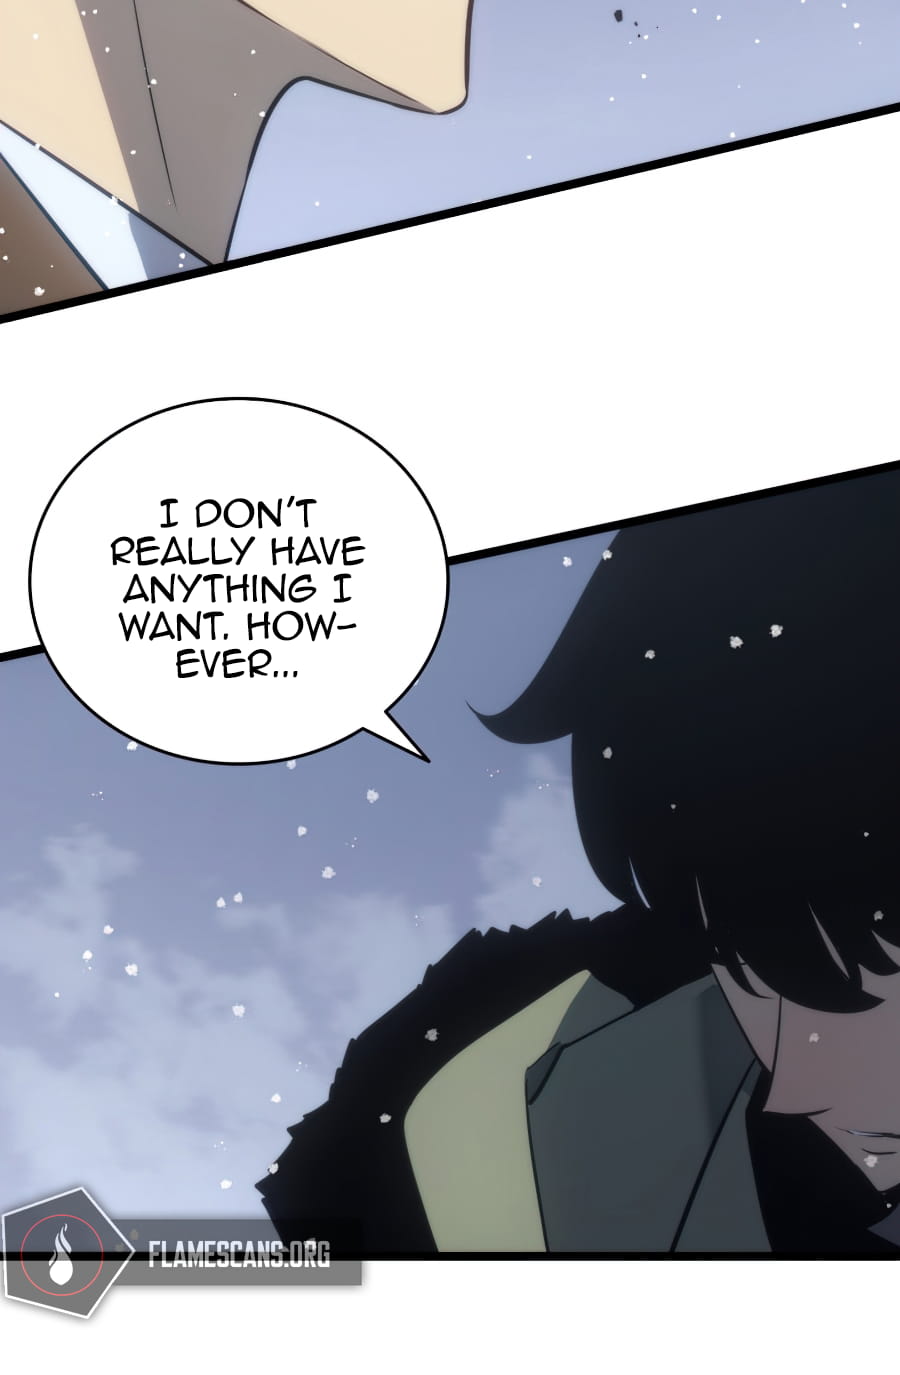 I DON'T
REALLY HAVE
ANYTHING I
WANT. HOW-
EVER...
FLAMESCANS.ORG